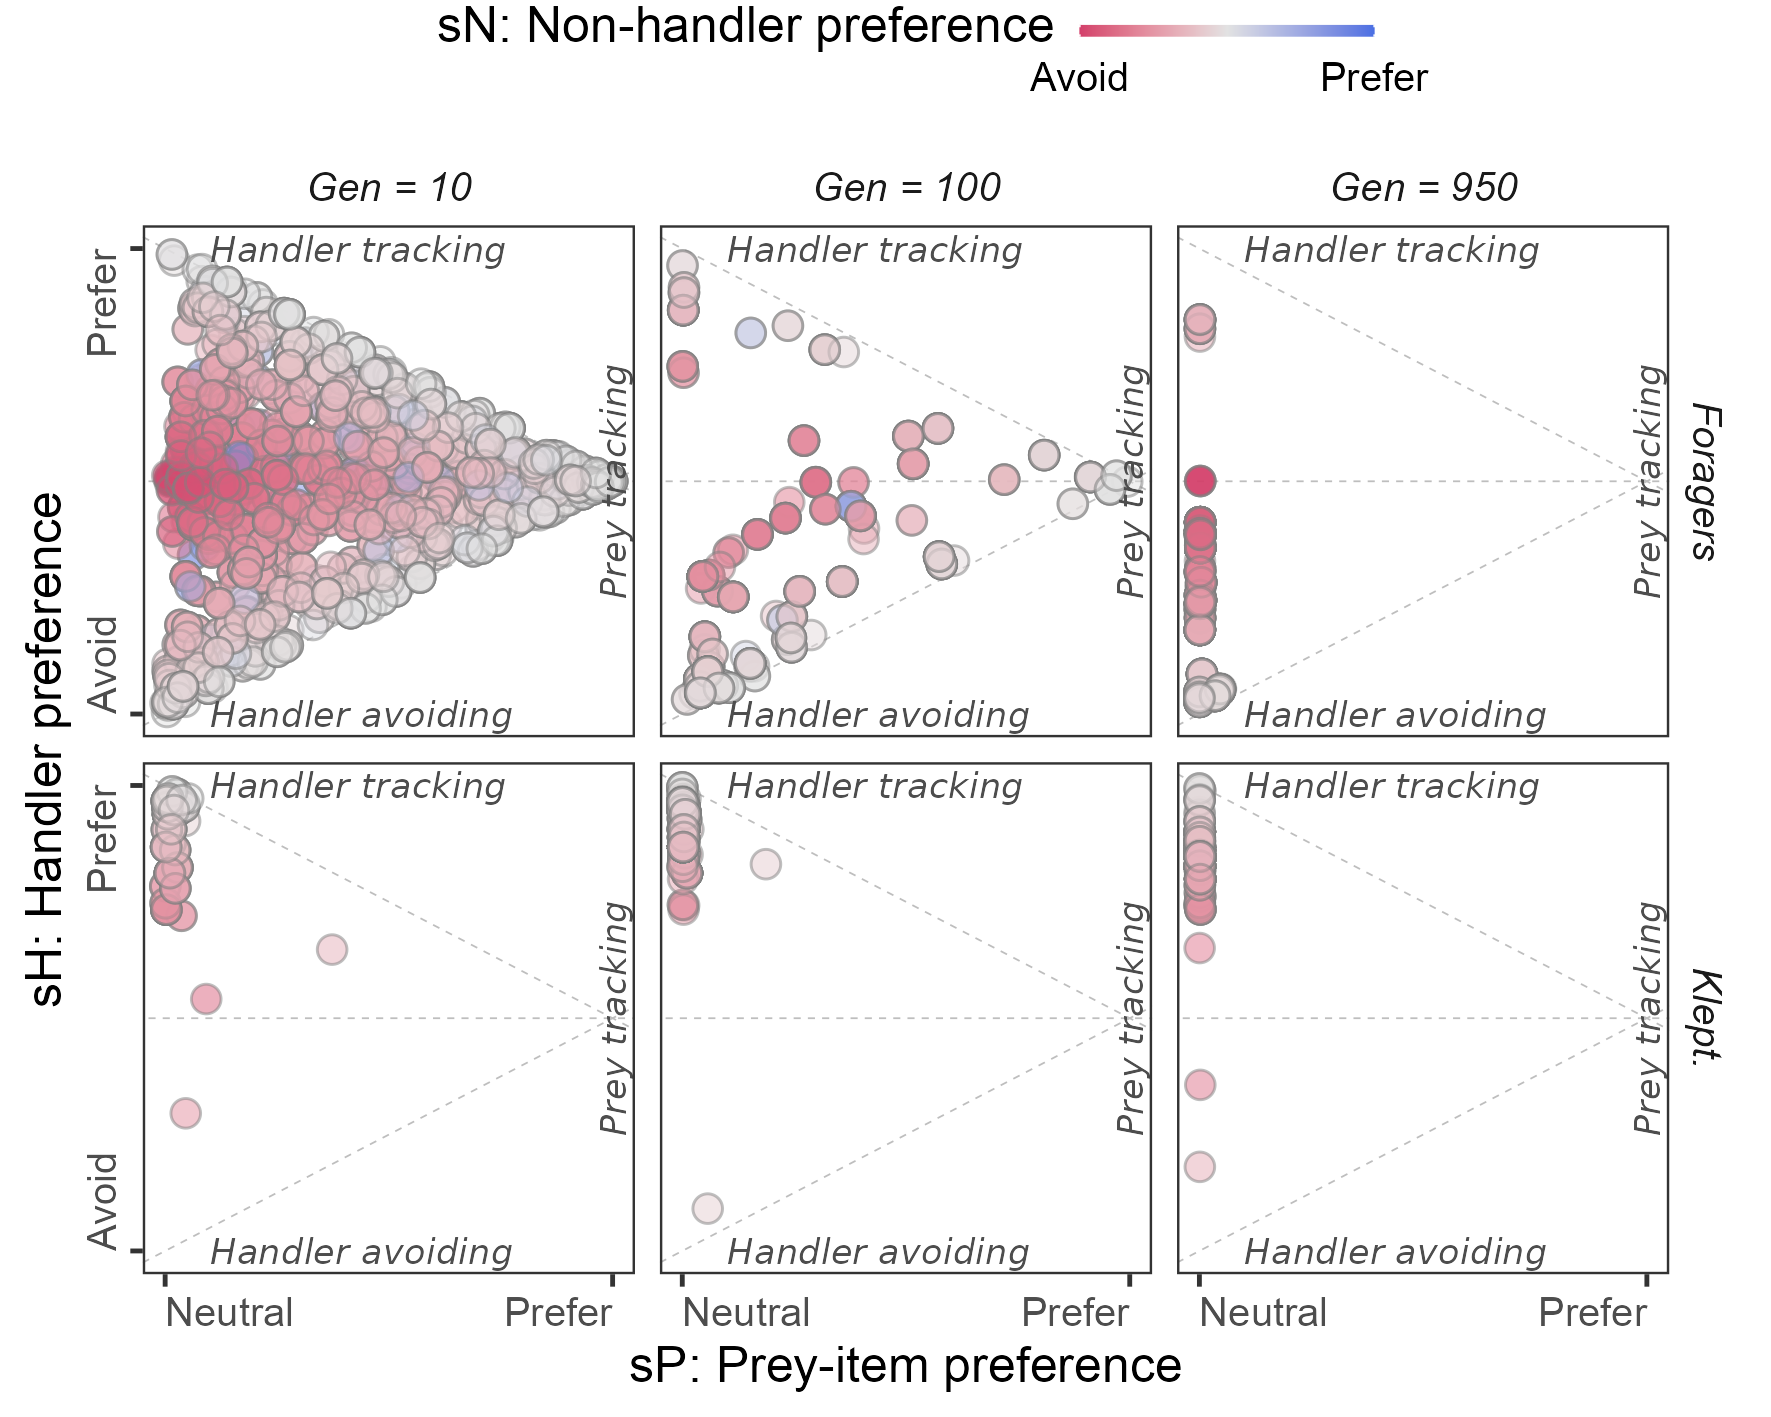 sN: Non-handler preference
Avoid Prefer
Gen = 10 Gen = 100 Gen = 950
Prefer
Avoid
Handler tracking
Prey tracking
Handler avoiding
Handler tracking
Prey tracking
Handler avoiding
Handler tracking
Prey tracking
Handler avoiding
Foragers
sH: Handler preference
Prefer
Avoid
Handler tracking
Prey tracking
Handler avoiding
Handler tracking
Prey tracking
Handler avoiding
Handler tracking
Prey tracking
Handler avoiding
Klept.
Neutral Prefer Neutral Prefer Neutral Prefer
sP: Prey-item preference